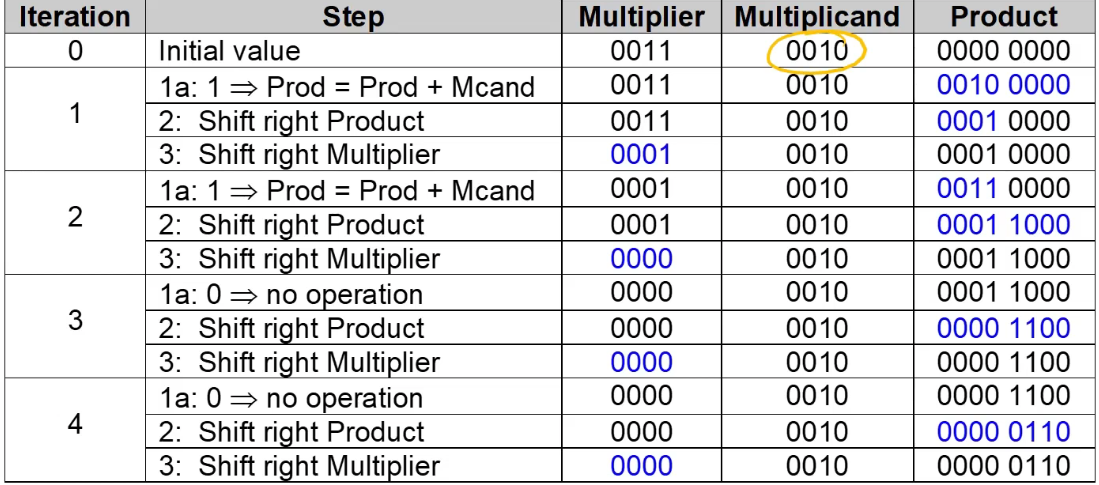 Iteration Step Multiplier Multiplicand Product
0 Initial value 0011 0010 0000 0000
1 1a: 1 ⇒ Prod = Prod + Mcand 0011 0010 0010 0000
2: Shift right Product 0011 0010 0001 0000
3: Shift right Multiplier 0001 0010 0001 0000
2 1a: 1 ⇒ Prod = Prod + Mcand 0001 0010 0011 0000
2: Shift right Product 0001 0010 0001 1000
3: Shift right Multiplier 0000 0010 0001 1000
3 1a: 0 ⇒ no operation 0000 0010 0001 1000
2: Shift right Product 0000 0010 0000 1100
3: Shift right Multiplier 0000 0010 0000 1100
4 1a: 0 ⇒ no operation 0000 0010 0000 1100
2: Shift right Product 0000 0010 0000 0110
3: Shift right Multiplier 0000 0010 0000 0110